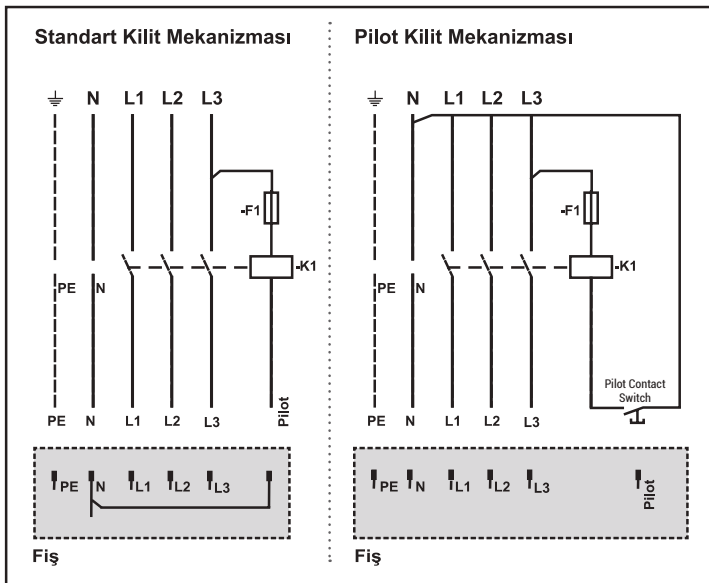 Standart Kilit Mekanizması
N L1 L2 L3
-F1
-K1
PE N
PE N L1 L2 L3 Pilot
PE N L1 L2 L3
Fiş
Pilot Kilit Mekanizması
N L1 L2 L3
-F1
-K1
PE N
Pilot Contact
Switch
PE N L1 L2 L3
PE N L1 L2 L3 Pilot
Fiş